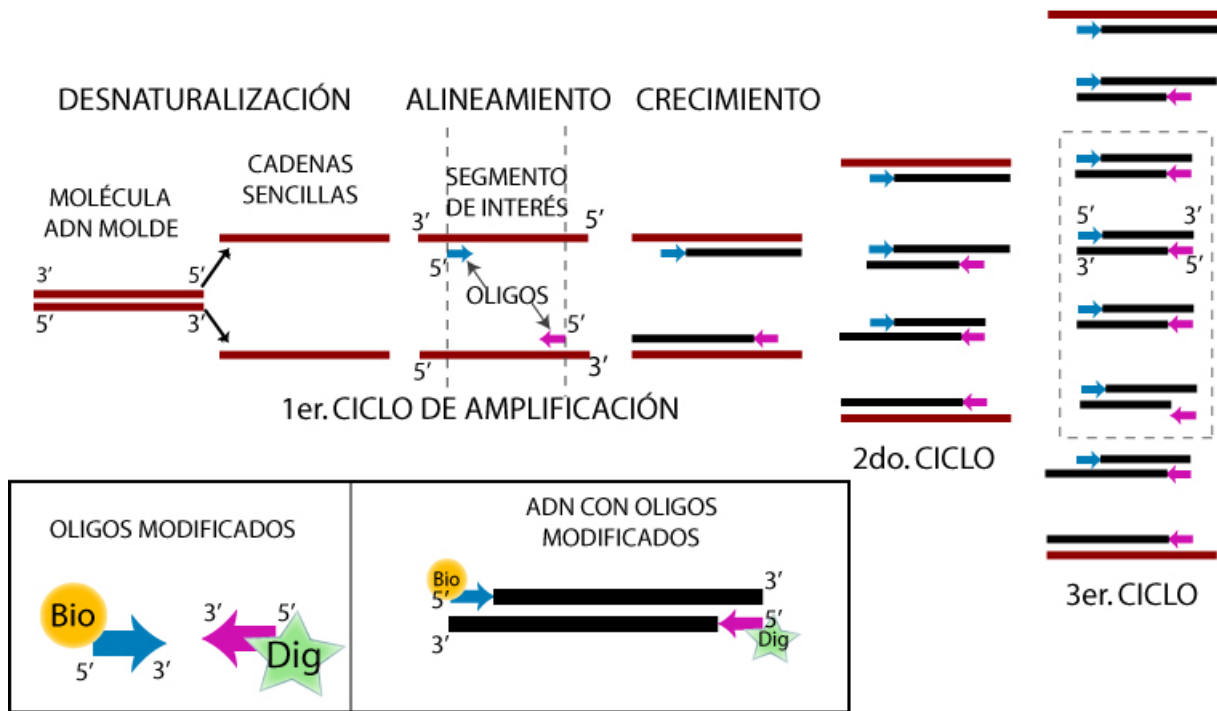 DESNATURALIZACIÓN
ALINEAMIENTO
CRECIMIENTO
MOLÉCULA
ADN MOLDE
3’
5’
5’
3’
CADENAS
SENCILLAS
SEGMENTO
DE INTERÉS
3’
5’
5’
OLIGOS
5’
5’
3’
1er. CICLO DE AMPLIFICACIÓN
2do. CICLO
5’
3’
3’
5’
3er. CICLO
OLIGOS MODIFICADOS
Bio
5’
3’
3’
5’
Dig
ADN CON OLIGOS
MODIFICADOS
Bio
5’
3’
3’
5’
Dig